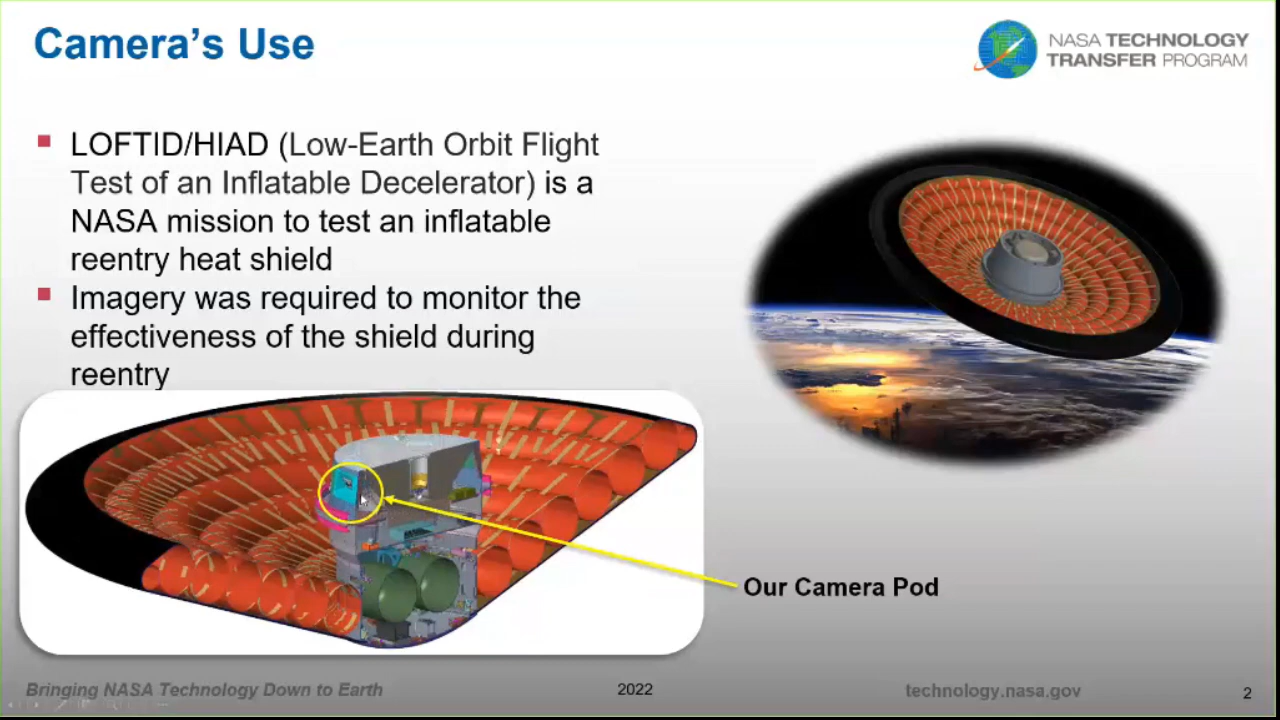 Camera's Use
NASA TECHNOLOGY
TRANSFER PROGRAM
LOFTID/HIAD (Low-Earth Orbit Flight
Test of an Inflatable Decelerator) is a
NASA mission to test an inflatable
reentry heat shield
Imagery was required to monitor the
effectiveness of the shield during
reentry
Our Camera Pod
Bringing NASA Technology Down to Earth
2022
technology.nasa.gov
2